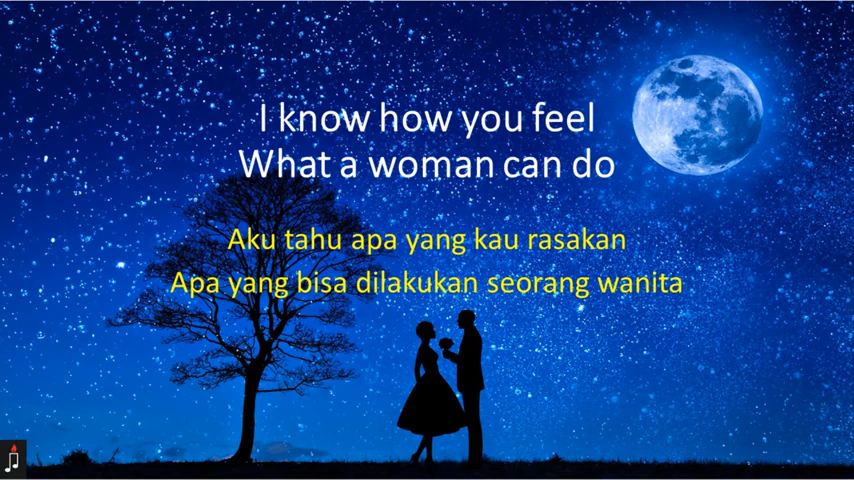 I know how you feel
What a woman can do
Aku tahu apa yang kau rasakan
Apa yang bisa dilakukan seorang wanita